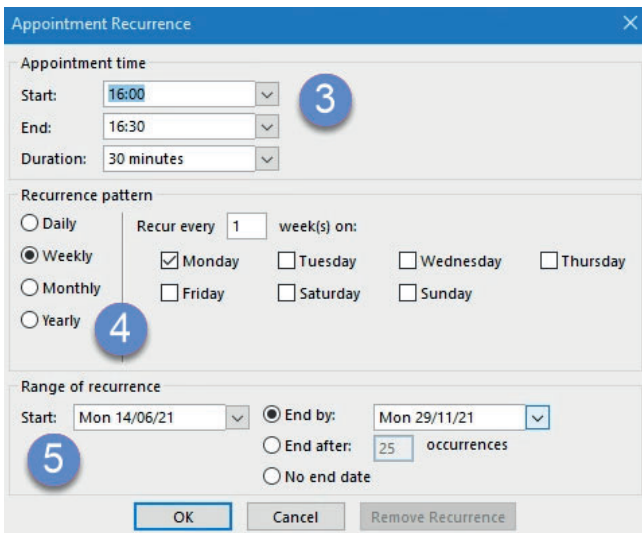 Appointment Recurrence
Appointment time
Start: 16:00
3
End: 16:30
Duration: 30 minutes
Recurrence pattern
Daily
Recur every 1 week(s) on:
Weekly
Monday Tuesday Wednesday Thursday
Monthly
Friday Saturday Sunday
Yearly
4
Range of recurrence
Start: Mon 14/06/21 End by: Mon 29/11/21
5
End after: 25 occurrences
No end date
OK Cancel Remove Recurrence